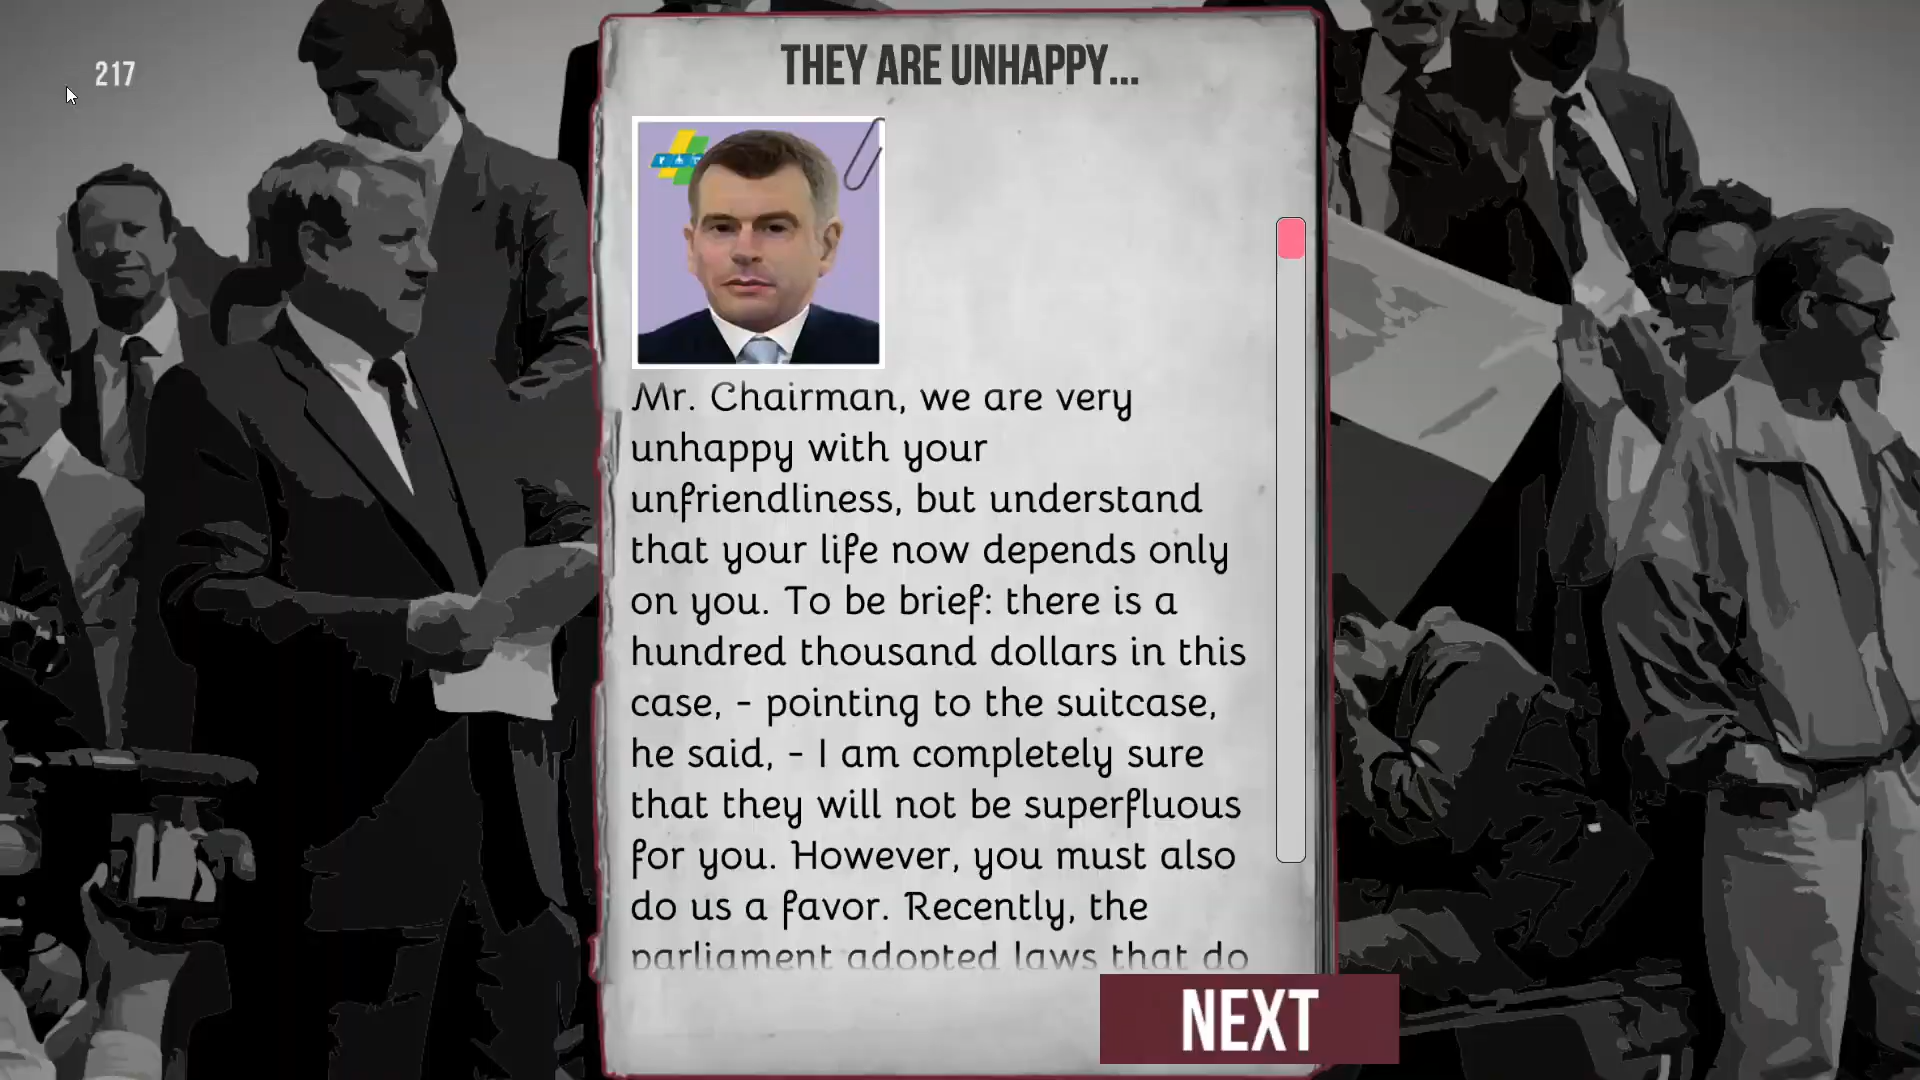 217
THEY ARE UNHAPPY...
Mr. Chairman, we are very
unhappy with your
unfriendliness, but understand
that your life now depends only
on you. To be brief: there is a
hundred thousand dollars in this
case, - pointing to the suitcase,
he said, - I am completely sure
that they will not be superfluous
for you. However, you must also
do us a favor. Recently, the
parliament adopted laws that do
NEXT